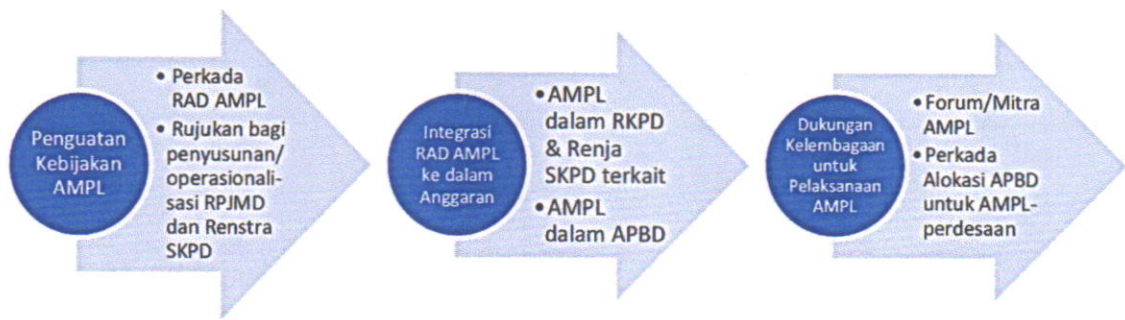 Penguatan
Kebijakan
AMPL
• Perkada
RAD AMPL
• Rujukan bagi
penyusunan/
operasionali-
sasi RPJMD
dan Renstra
SKPD
Integrasi
RAD AMPL
ke dalam
Anggaran
• AMPL
dalam RKPD
& Renja
SKPD terkait
• AMPL
dalam APBD
Dukungan
Kelembagaan
untuk
Pelaksanaan
AMPL
• Forum/Mitra
AMPL
• Perkada
Alokasi APBD
untuk AMPL-
perdesaan